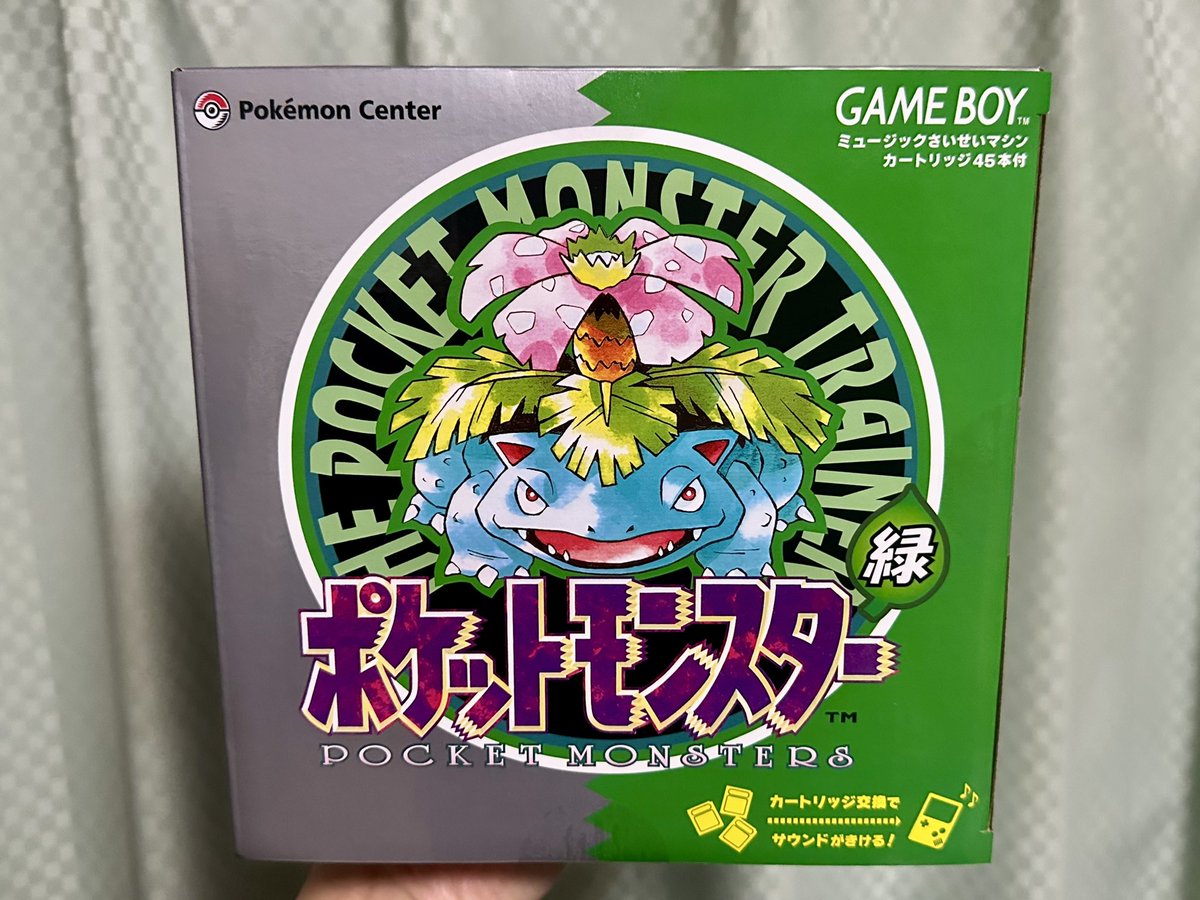 Pokémon Center
GAME BOY™
ミュージックさいせいマシン
カートリッジ45本付
THE POCKET MONSTER TRAINER
緑
ポケットモンスター™
POCKET MONSTERS
カートリッジ交換で
サウンドがきける!